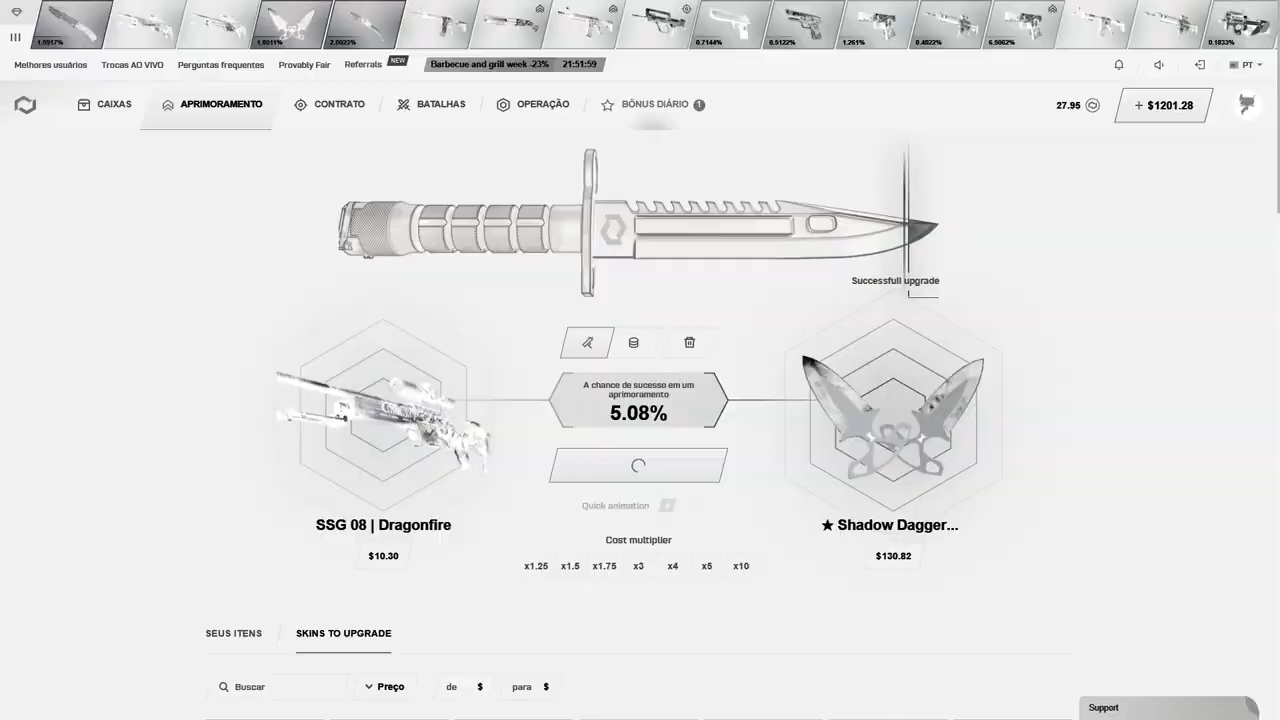 1.5917%
1.8011%
2.0023%
0.7144%
0.5122%
1.261%
0.4022%
6.5062%
0.1833%
Melhores usuários
Trocas AO VIVO
Perguntas frequentes
Provably Fair
Referrals
NEW
Barbecue and grill week -23%
21:51:59
PT
CAIXAS
APRIMORAMENTO
CONTRATO
BATALHAS
OPERAÇÃO
BÔNUS DIÁRIO
1
27.95
+ $1201.28
Successfull upgrade
A chance de sucesso em um
aprimoramento
5.08%
Quick animation
SSG 08 | Dragonfire
$10.30
★ Shadow Dagger...
$130.82
Cost multiplier
x1.25 x1.5 x1.75 x3 x4 x5 x10
SEUS ITENS
SKINS TO UPGRADE
Buscar
Preço
de $
para $
Support